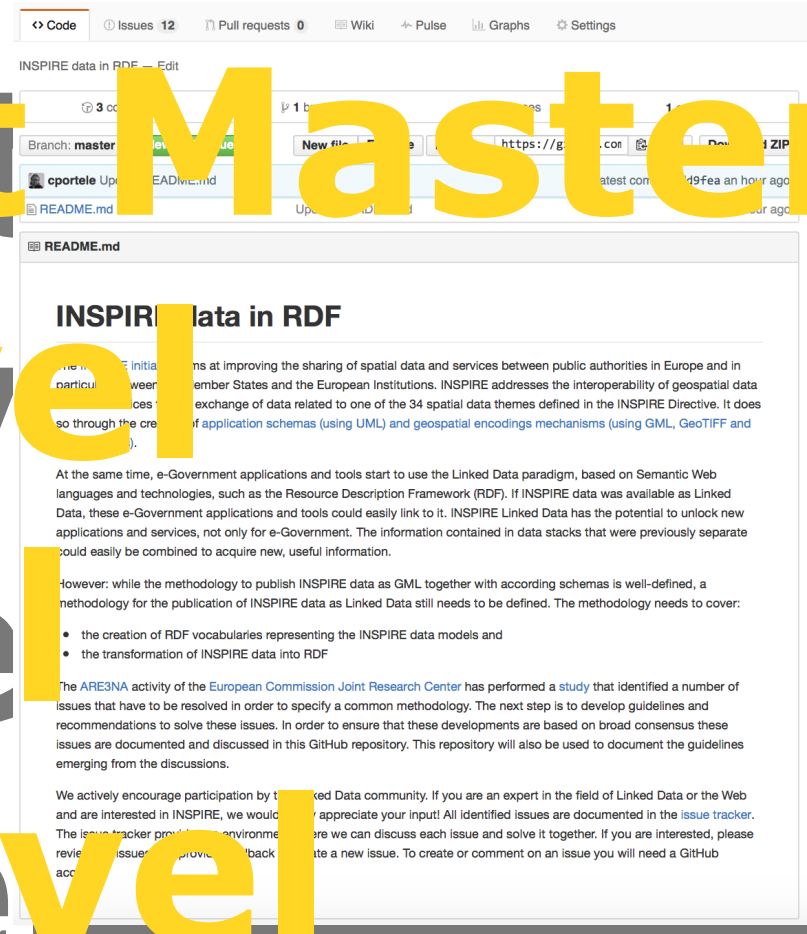 Code Issues 12 Pull requests 0 Wiki Pulse Graphs Settings
INSPIRE data in RDF — Edit
3 1
t Master
Branch: master New file https:// .com ZIP
cportele README.md latest d9fea an hour ago
README.md hour ago
README.md
INSPIRE data in RDF
vel
initia ms at improving the sharing of spatial data and services between public authorities in Europe and in
Member States and the European Institutions. INSPIRE addresses the interoperability of geospatial data
exchange of data related to one of the 34 spatial data themes defined in the INSPIRE Directive. It does
so through the of application schemas (using UML) and geospatial encodings mechanisms (using GML, GeoTIFF and
).
At the same time, e-Government applications and tools start to use the Linked Data paradigm, based on Semantic Web
languages and technologies, such as the Resource Description Framework (RDF). If INSPIRE data was available as Linked
Data, these e-Government applications and tools could easily link to it. INSPIRE Linked Data has the potential to unlock new
applications and services, not only for e-Government. The information contained in data stacks that were previously separate
could easily be combined to acquire new, useful information.
However: while the methodology to publish INSPIRE data as GML together with according schemas is well-defined, a
methodology for the publication of INSPIRE data as Linked Data still needs to be defined. The methodology needs to cover:
• the creation of RDF vocabularies representing the INSPIRE data models and
• the transformation of INSPIRE data into RDF
el
The ARE3NA activity of the European Commission Joint Research Center has performed a study that identified a number of
issues that have to be resolved in order to specify a common methodology. The next step is to develop guidelines and
recommendations to solve these issues. In order to ensure that these developments are based on broad consensus these
issues are documented and discussed in this GitHub repository. This repository will also be used to document the guidelines
emerging from the discussions.
We actively encourage participation by the Linked Data community. If you are an expert in the field of Linked Data or the Web
and are interested in INSPIRE, we would appreciate your input! All identified issues are documented in the issue tracker.
The issue tracker provides environment where we can discuss each issue and solve it together. If you are interested, please
issues provide a new issue. To create or comment on an issue you will need a GitHub
vel